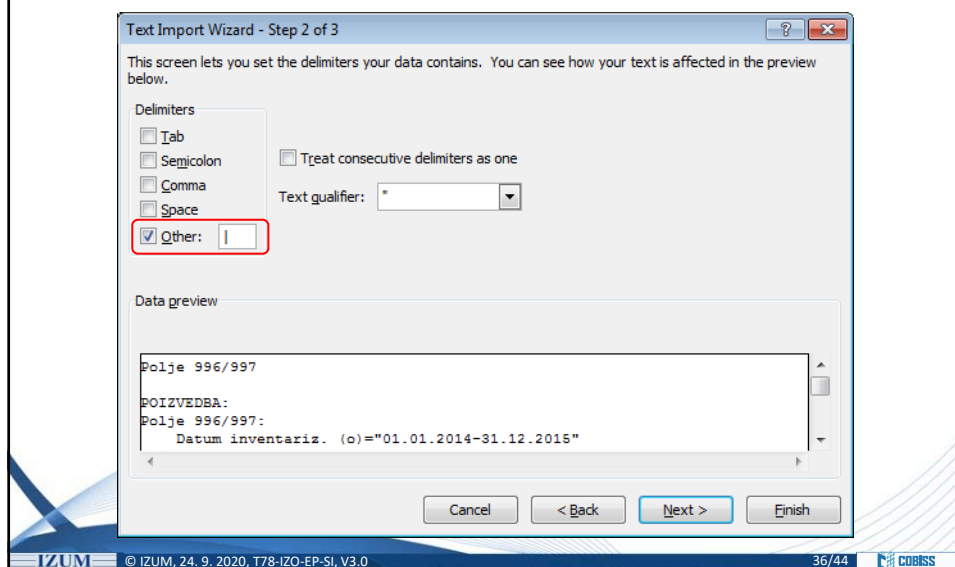 Text Import Wizard - Step 2 of 3
This screen lets you set the delimiters your data contains. You can see how your text is affected in the preview
below.
Delimiters
Tab
Semicolon
Comma
Space
Other: |
Treat consecutive delimiters as one
Text qualifier: "
Data preview
Polje 996/997
POIZVEDBA:
Polje 996/997:
Datum inventariz. (o)="01.01.2014-31.12.2015"
Cancel < Back Next > Finish
IZUM © IZUM, 24. 9. 2020, T78-IZO-EP-SI, V3.0 36/44 COBISS